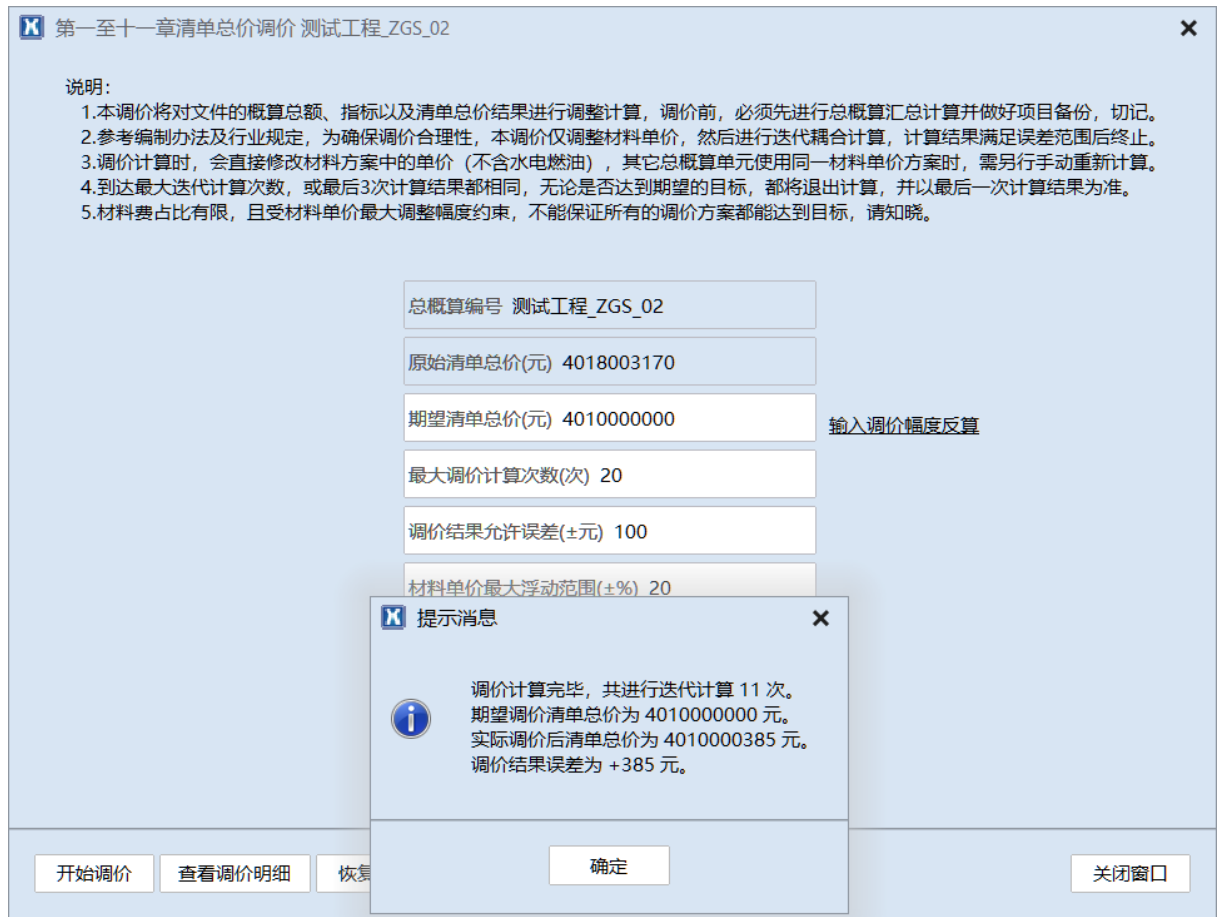 第一至十一章清单总价调价 测试工程_ZGS_02
说明：
1.本调价将对文件的概算总额、指标以及清单总价结果进行调整计算，调价前，必须先进行总概算汇总计算并做好项目备份，切记。
2.参考编制办法及行业规定，为确保调价合理性，本调价仅调整材料单价，然后进行迭代耦合计算，计算结果满足误差范围后终止。
3.调价计算时，会直接修改材料方案中的单价（不含水电燃油），其它总概算单元使用同一材料单价方案时，需另行手动重新计算。
4.到达最大迭代计算次数，或最后3次计算结果都相同，无论是否达到期望的目标，都将退出计算，并以最后一次计算结果为准。
5.材料费占比有限，且受材料单价最大调整幅度约束，不能保证所有的调价方案都能达到目标，请知晓。
总概算编号 测试工程_ZGS_02
原始清单总价(元) 4018003170
期望清单总价(元) 4010000000
输入调价幅度反算
最大调价计算次数(次) 20
调价结果允许误差(±元) 100
材料单价最大浮动范围(±%) 20
提示消息
调价计算完毕，共进行迭代计算 11 次。
期望调价清单总价为 4010000000 元。
实际调价后清单总价为 4010000385 元。
调价结果误差为 +385 元。
确定
开始调价
查看调价明细
恢复
关闭窗口